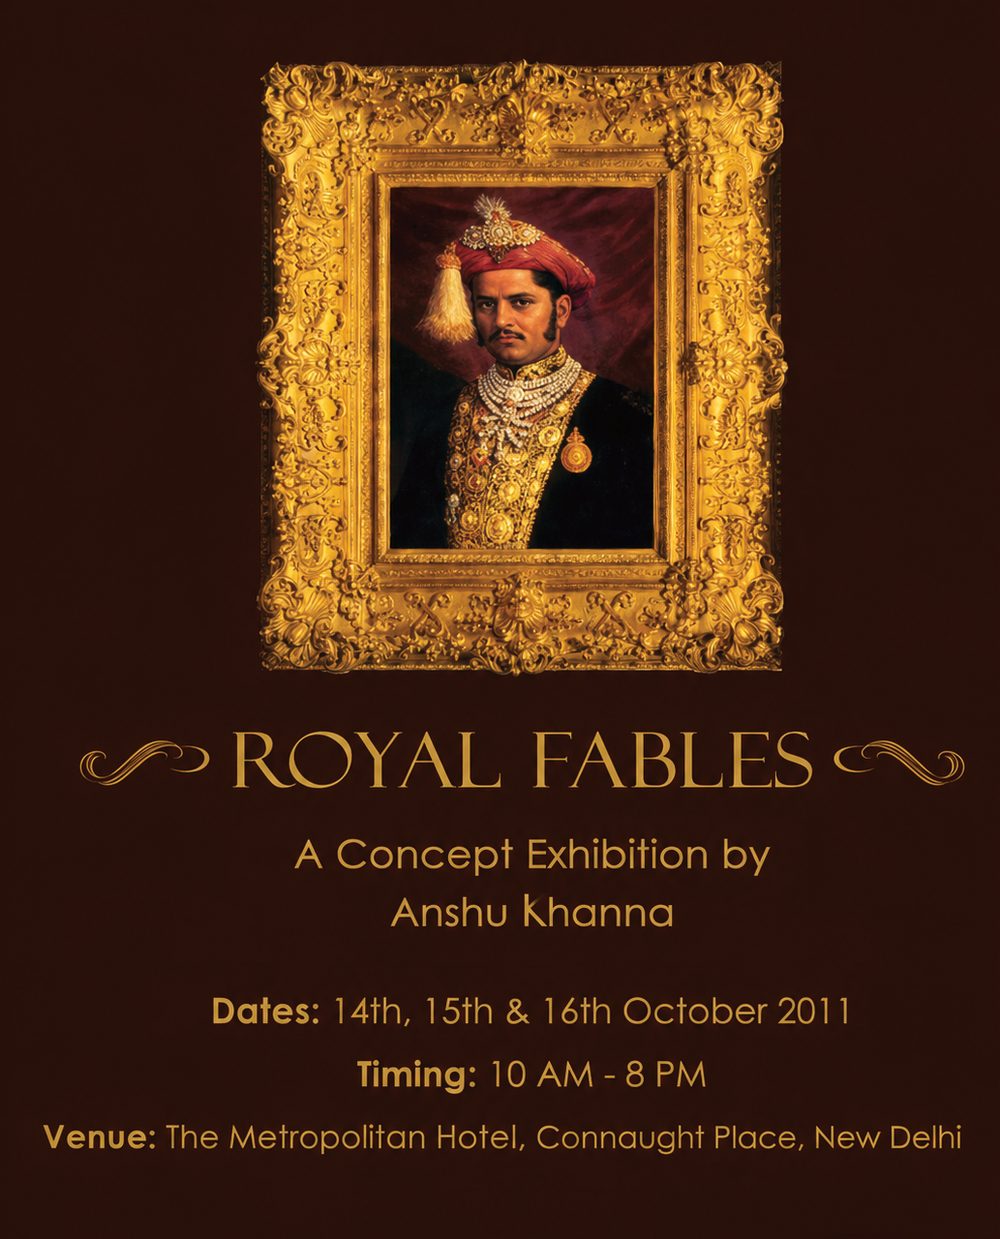 ROYAL FABLES
A Concept Exhibition by
Anshu Khanna
Dates: 14th, 15th & 16th October 2011
Timing: 10 AM - 8 PM
Venue: The Metropolitan Hotel, Connaught Place, New Delhi